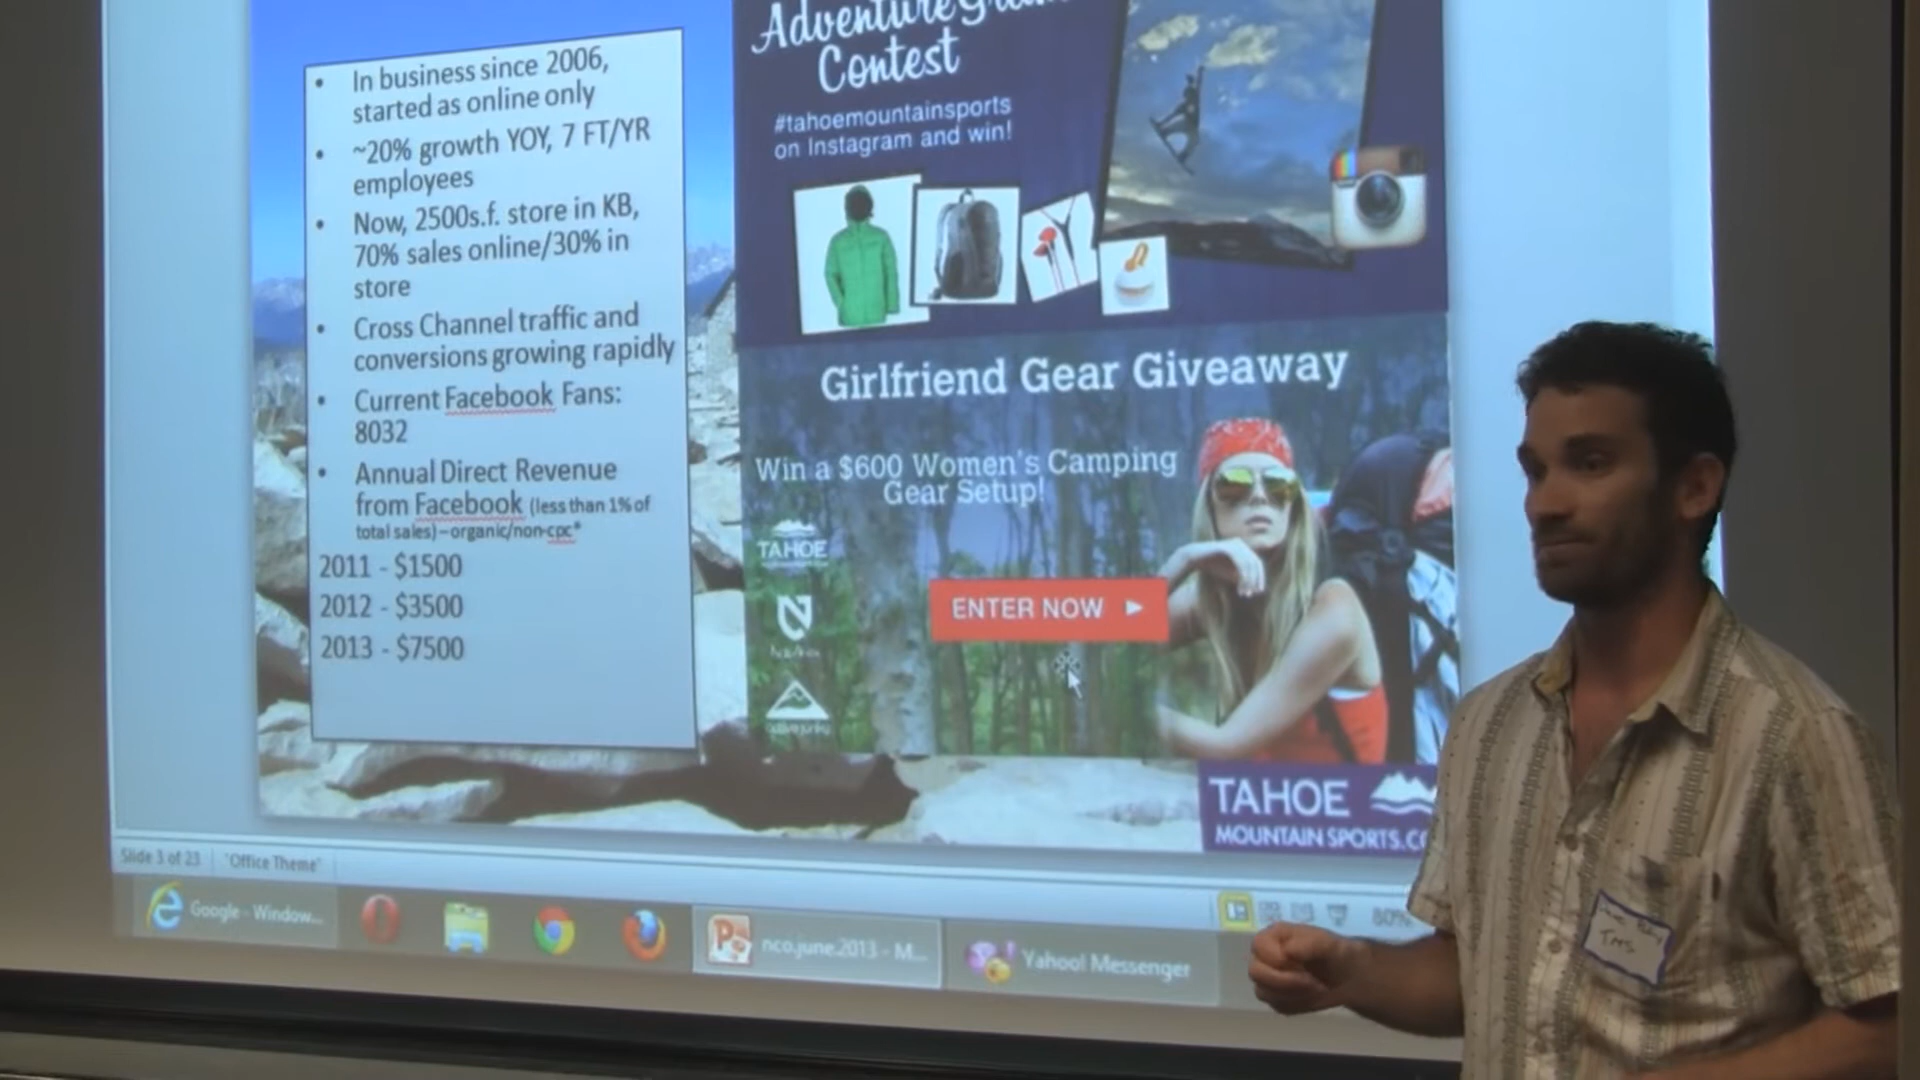 • In business since 2006,
started as online only
• ~20% growth YOY, 7 FT/YR
employees
• Now, 2500s.f. store in KB,
70% sales online/30% in
store
• Cross Channel traffic and
conversions growing rapidly
• Current Facebook Fans:
8032
• Annual Direct Revenue
from Facebook (less than 1% of
total sales) – organic/non-cpc*
2011 - $1500
2012 - $3500
2013 - $7500
Contest
#tahoemountainsports
on Instagram and win!
Girlfriend Gear Giveaway
Win a $600 Women's Camping
Gear Setup!
TAHOE
ENTER NOW
TAHOE
MOUNTAIN SPORTS.CO
Slide 3 of 23 "Office Theme"
80%
Google - Window...
nco.june.2013 - M...
Yahoo! Messenger
TMS